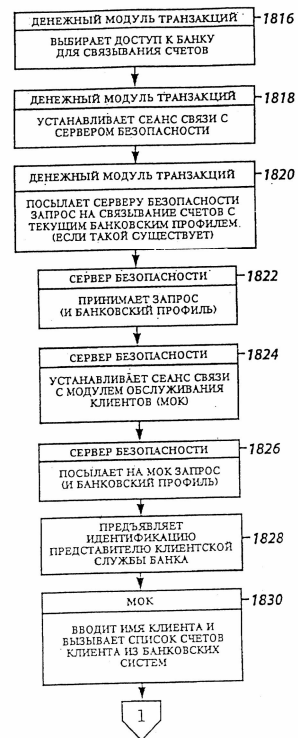 ДЕНЕЖНЫЙ МОДУЛЬ ТРАНЗАКЦИЙ
1816
ВЫБИРАЕТ ДОСТУП К БАНКУ
ДЛЯ СВЯЗЫВАНИЯ СЧЕТОВ
ДЕНЕЖНЫЙ МОДУЛЬ ТРАНЗАКЦИЙ
1818
УСТАНАВЛИВАЕТ СЕАНС СВЯЗИ С
СЕРВЕРОМ БЕЗОПАСНОСТИ
ДЕНЕЖНЫЙ МОДУЛЬ ТРАНЗАКЦИЙ
1820
ПОСЫЛАЕТ СЕРВЕРУ БЕЗОПАСНОСТИ
ЗАПРОС НА СВЯЗЫВАНИЕ СЧЕТОВ С
ТЕКУЩИМ БАНКОВСКИМ ПРОФИЛЕМ.
(ЕСЛИ ТАКОЙ СУЩЕСТВУЕТ)
СЕРВЕР БЕЗОПАСНОСТИ
1822
ПРИНИМАЕТ ЗАПРОС
(И БАНКОВСКИЙ ПРОФИЛЬ)
СЕРВЕР БЕЗОПАСНОСТИ
1824
УСТАНАВЛИВАЕТ СЕАНС СВЯЗИ
С МОДУЛЕМ ОБСЛУЖИВАНИЯ
КЛИЕНТОВ (МОК)
СЕРВЕР БЕЗОПАСНОСТИ
1826
ПОСЫЛАЕТ НА МОК ЗАПРОС
(И БАНКОВСКИЙ ПРОФИЛЬ)
ПРЕДЪЯВЛЯЕТ
ИДЕНТИФИКАЦИЮ
ПРЕДСТАВИТЕЛЮ КЛИЕНТСКОЙ
СЛУЖБЫ БАНКА
1828
МОК
1830
ВВОДИТ ИМЯ КЛИЕНТА И
ВЫЗЫВАЕТ СПИСОК СЧЕТОВ
КЛИЕНТА ИЗ БАНКОВСКИХ
СИСТЕМ
1